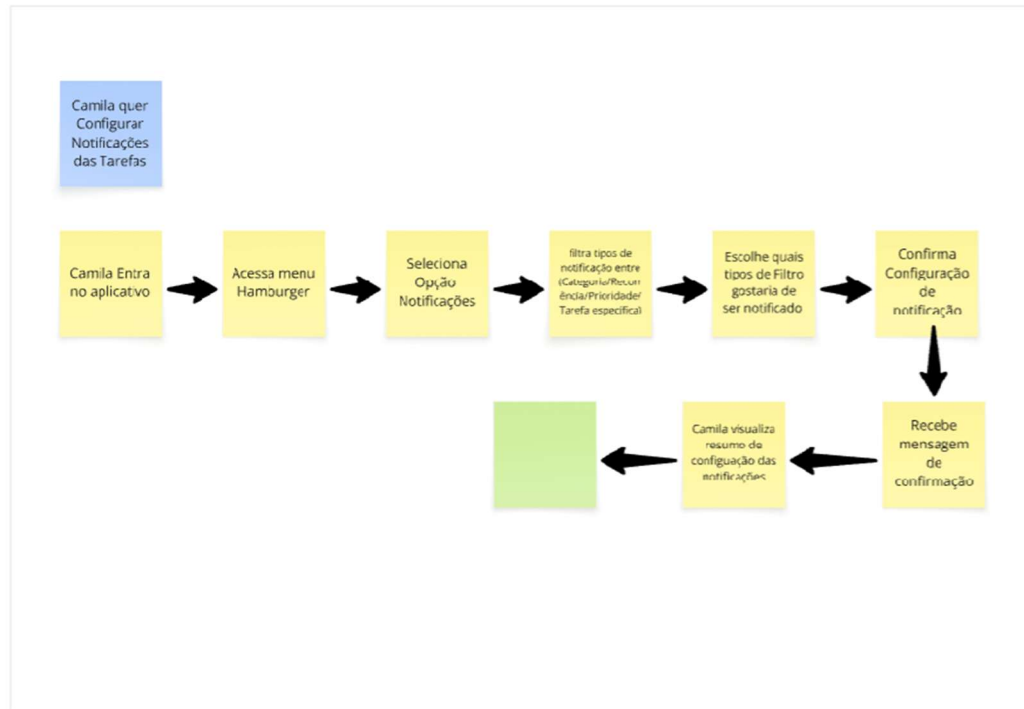 Camila quer
Configurar
Notificações
das Tarefas
Camila Entra
no aplicativo
Acessa menu
Hamburger
Seleciona
Opção
Notificações
filtra tipos de
notificação entre
(Categoria/Recorr
ência/Prioridade/
Tarefa especifica)
Escolhe quais
tipos de Filtro
gostaria de
ser notificado
Confirma
Configuração
de
notificação
Recebe
mensagem
de
confirmação
Camila visualiza
resumo de
configuação das
notificações